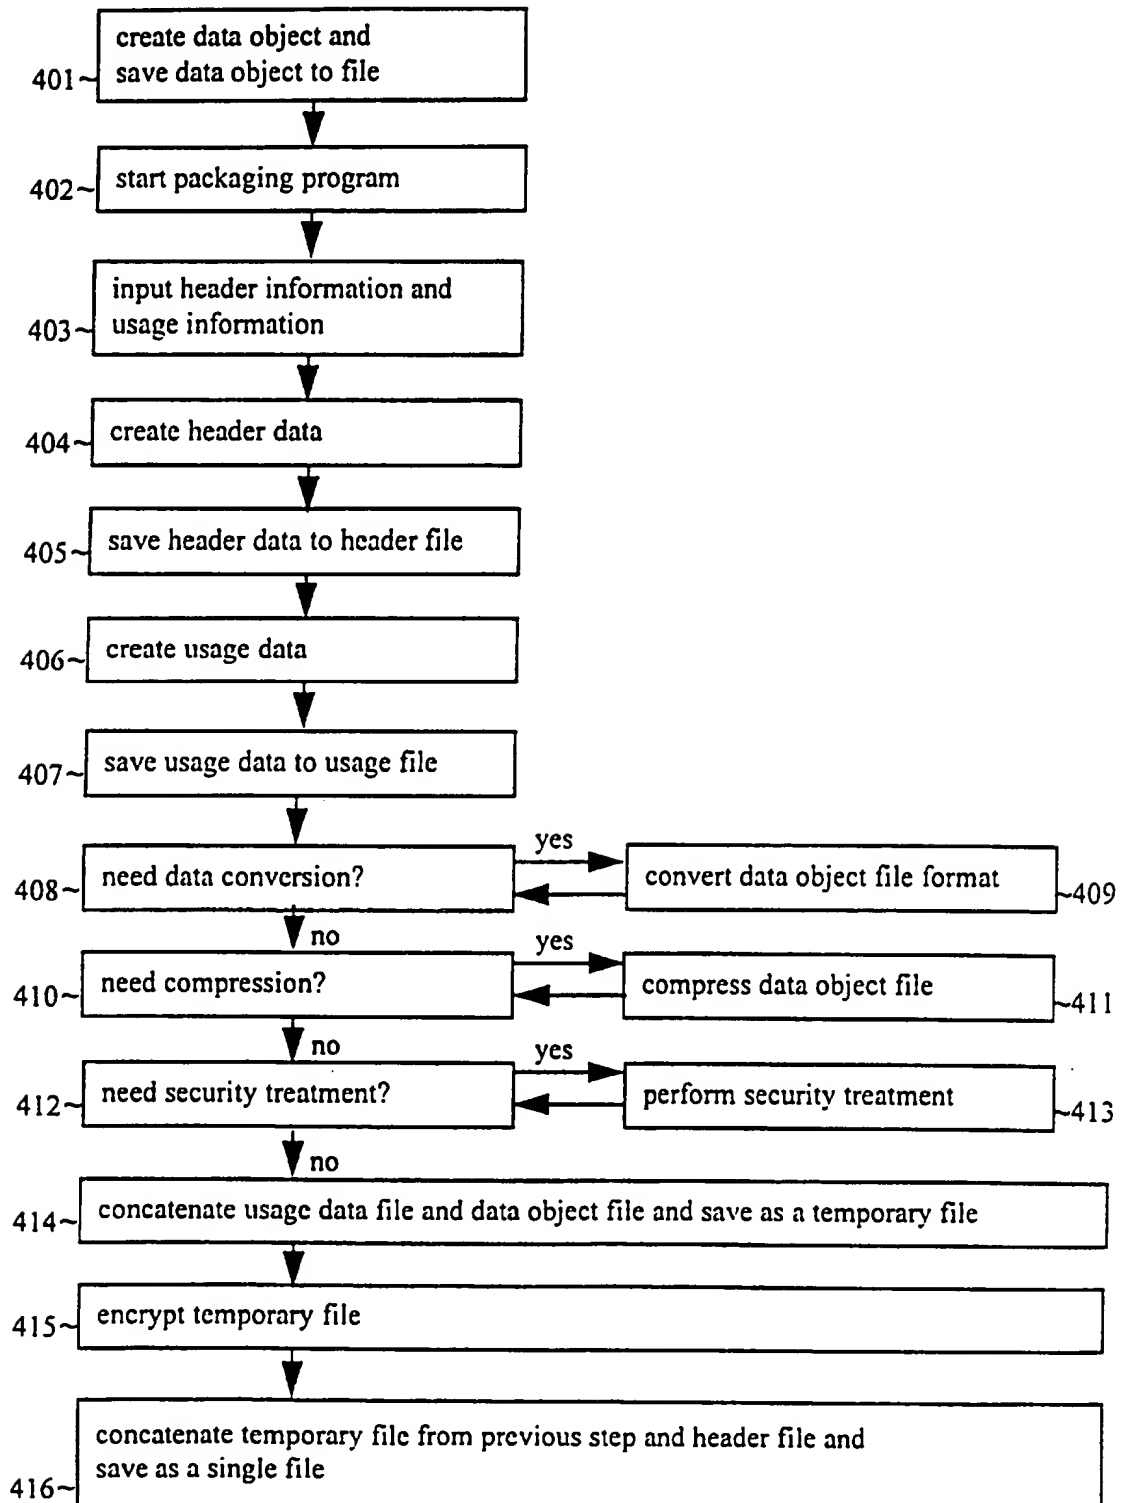 create data object and
save data object to file
401~
start packaging program
402~
input header information and
usage information
403~
create header data
404~
save header data to header file
405~
create usage data
406~
save usage data to usage file
407~
yes
need data conversion?
convert data object file format
408~
~409
no
yes
need compression?
compress data object file
410~
~411
no
yes
need security treatment?
perform security treatment
412~
~413
no
concatenate usage data file and data object file and save as a temporary file
414~
encrypt temporary file
415~
concatenate temporary file from previous step and header file and
save as a single file
416~